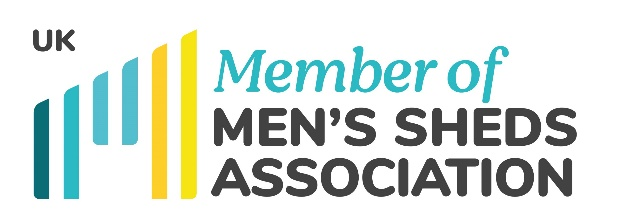 UK
Member of
MEN'S SHEDS
ASSOCIATION